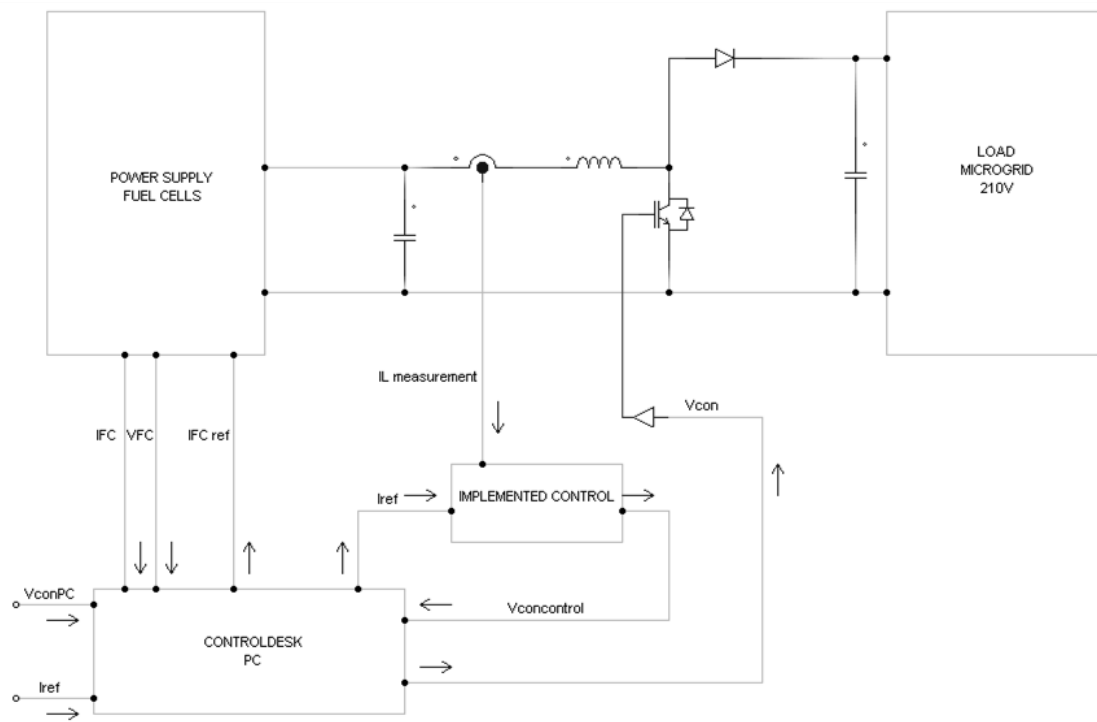 POWER SUPPLY
FUEL CELLS
LOAD
MICROGRID
210V
IL measurement
Vcon
IFC
VFC
IFC ref
Iref
IMPLEMENTED CONTROL
VconPC
Vconcontrol
CONTROLDESK
PC
Iref